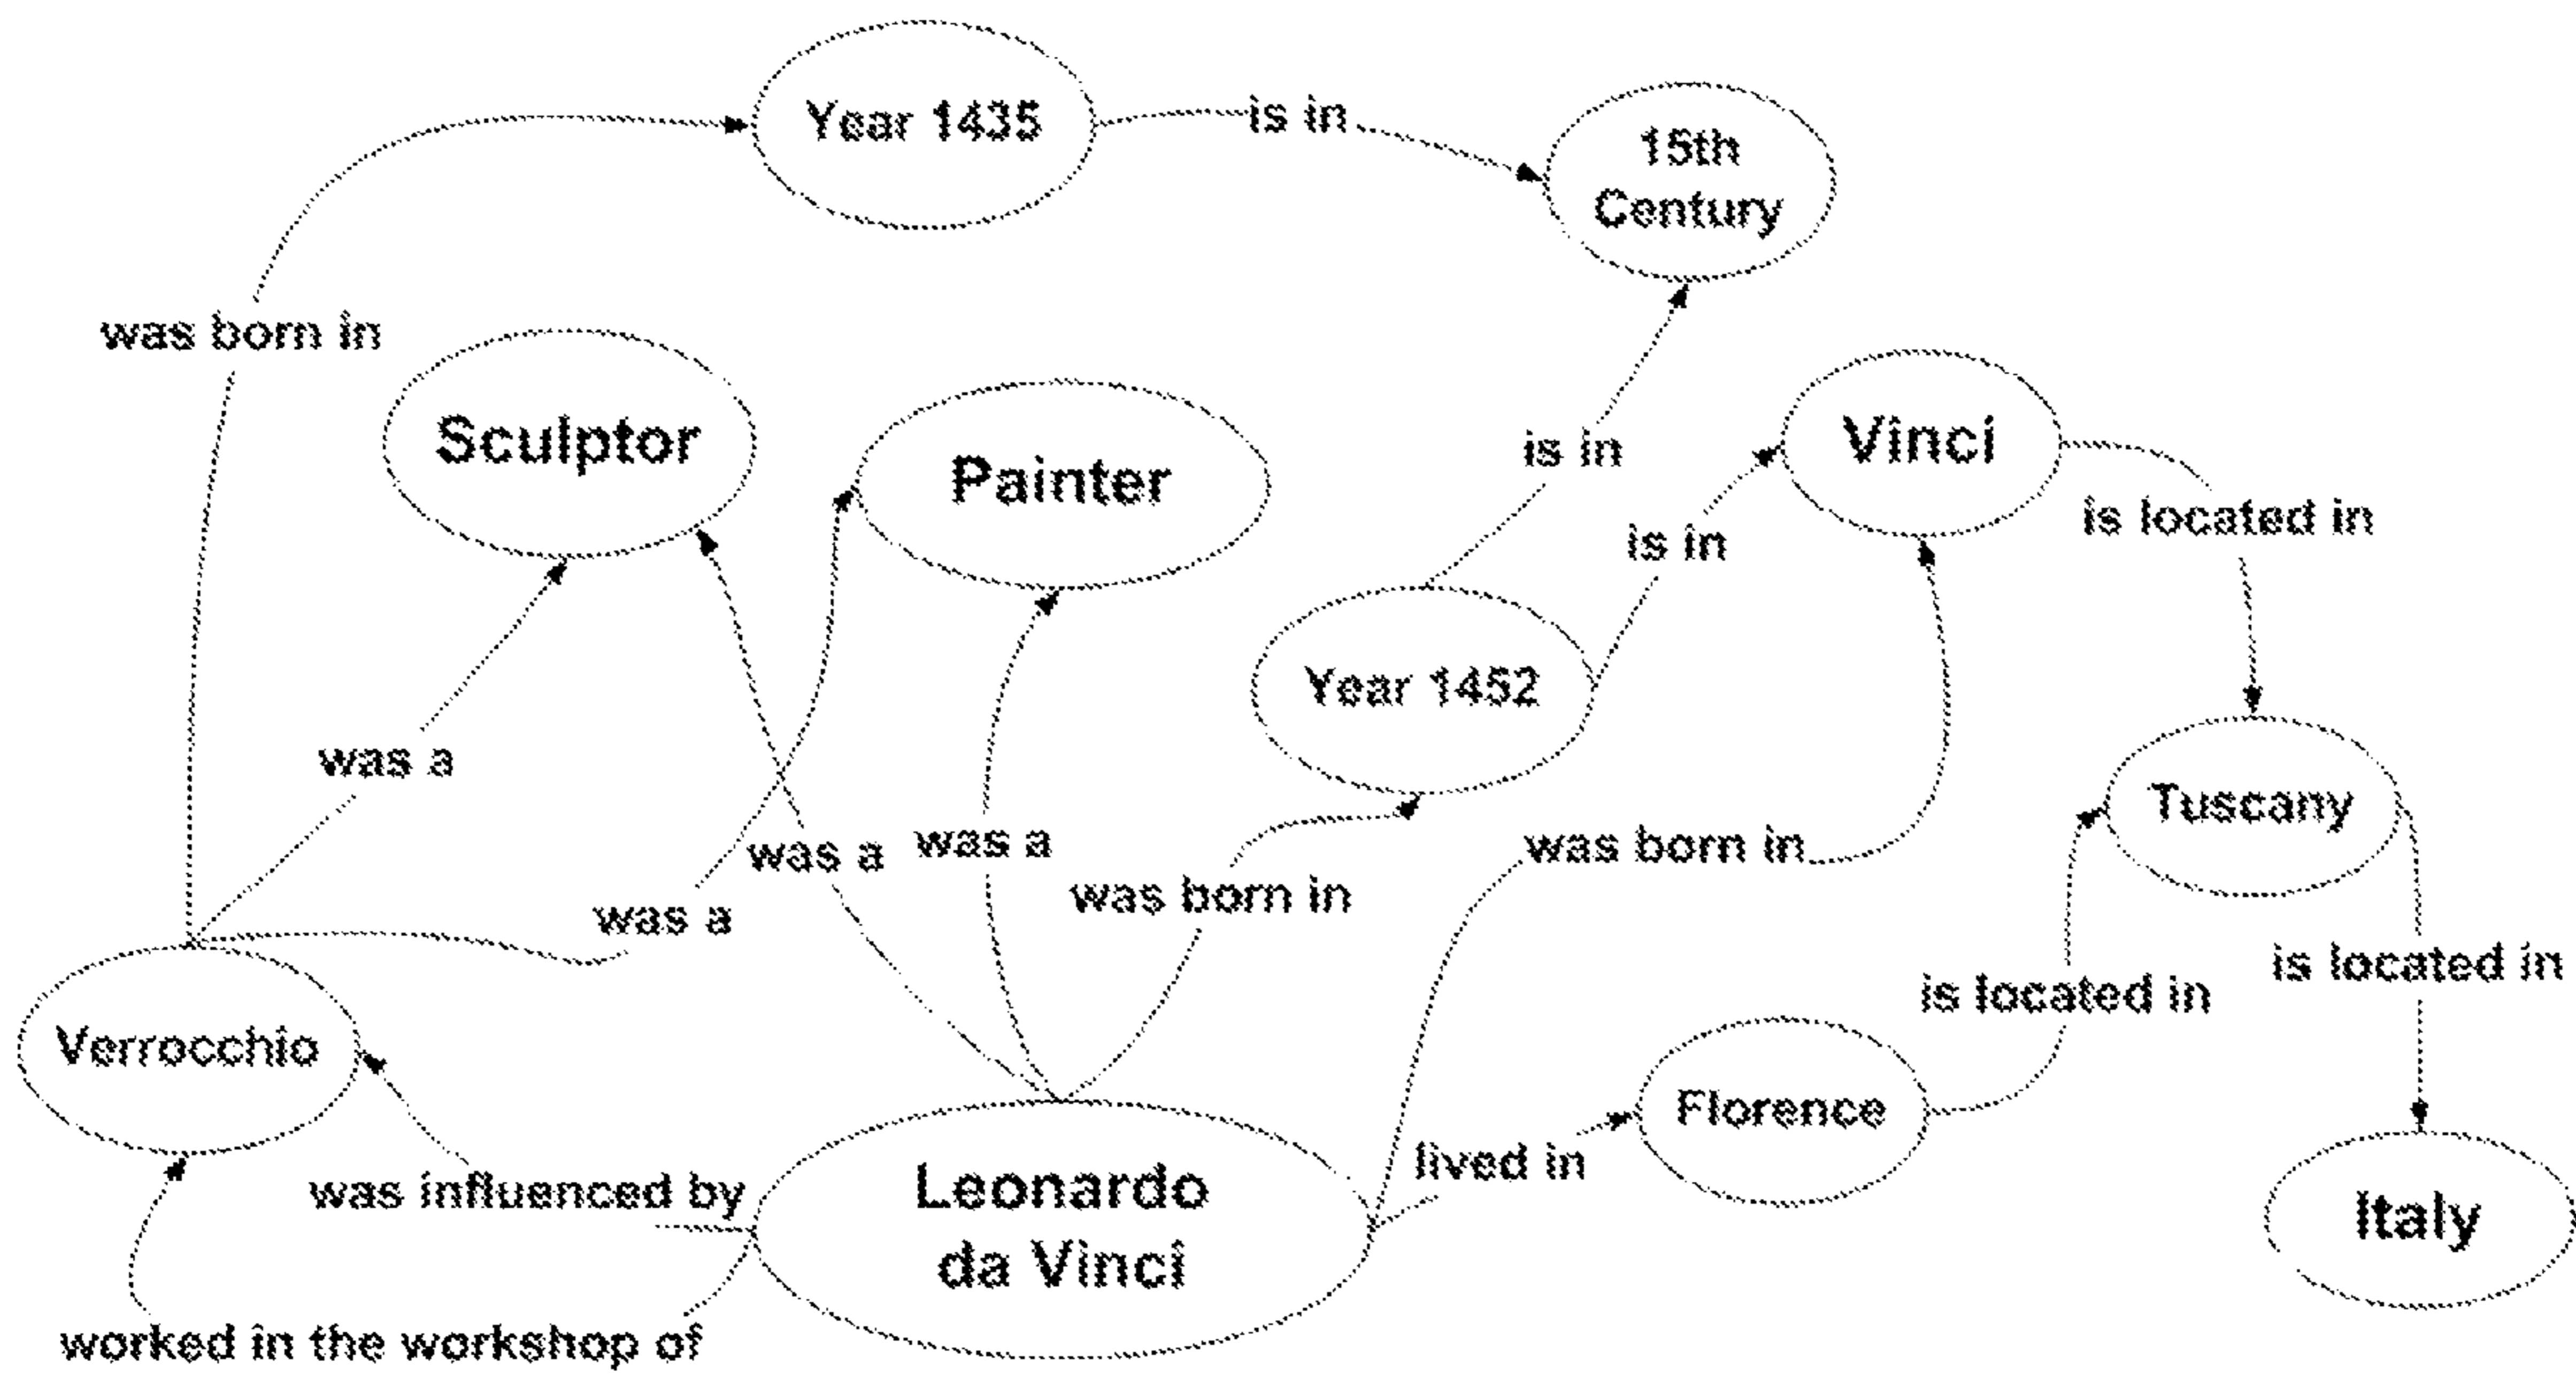 Year 1435
is in
15th
Century
was born in
Sculptor
Painter
is in
Vinci
is in
is located in
Year 1452
was a
Tuscany
was a
was a
was born in
was born in
was a
is located in
is located in
Verrocchio
Florence
lived in
was influenced by
Leonardo
da Vinci
Italy
worked in the workshop of